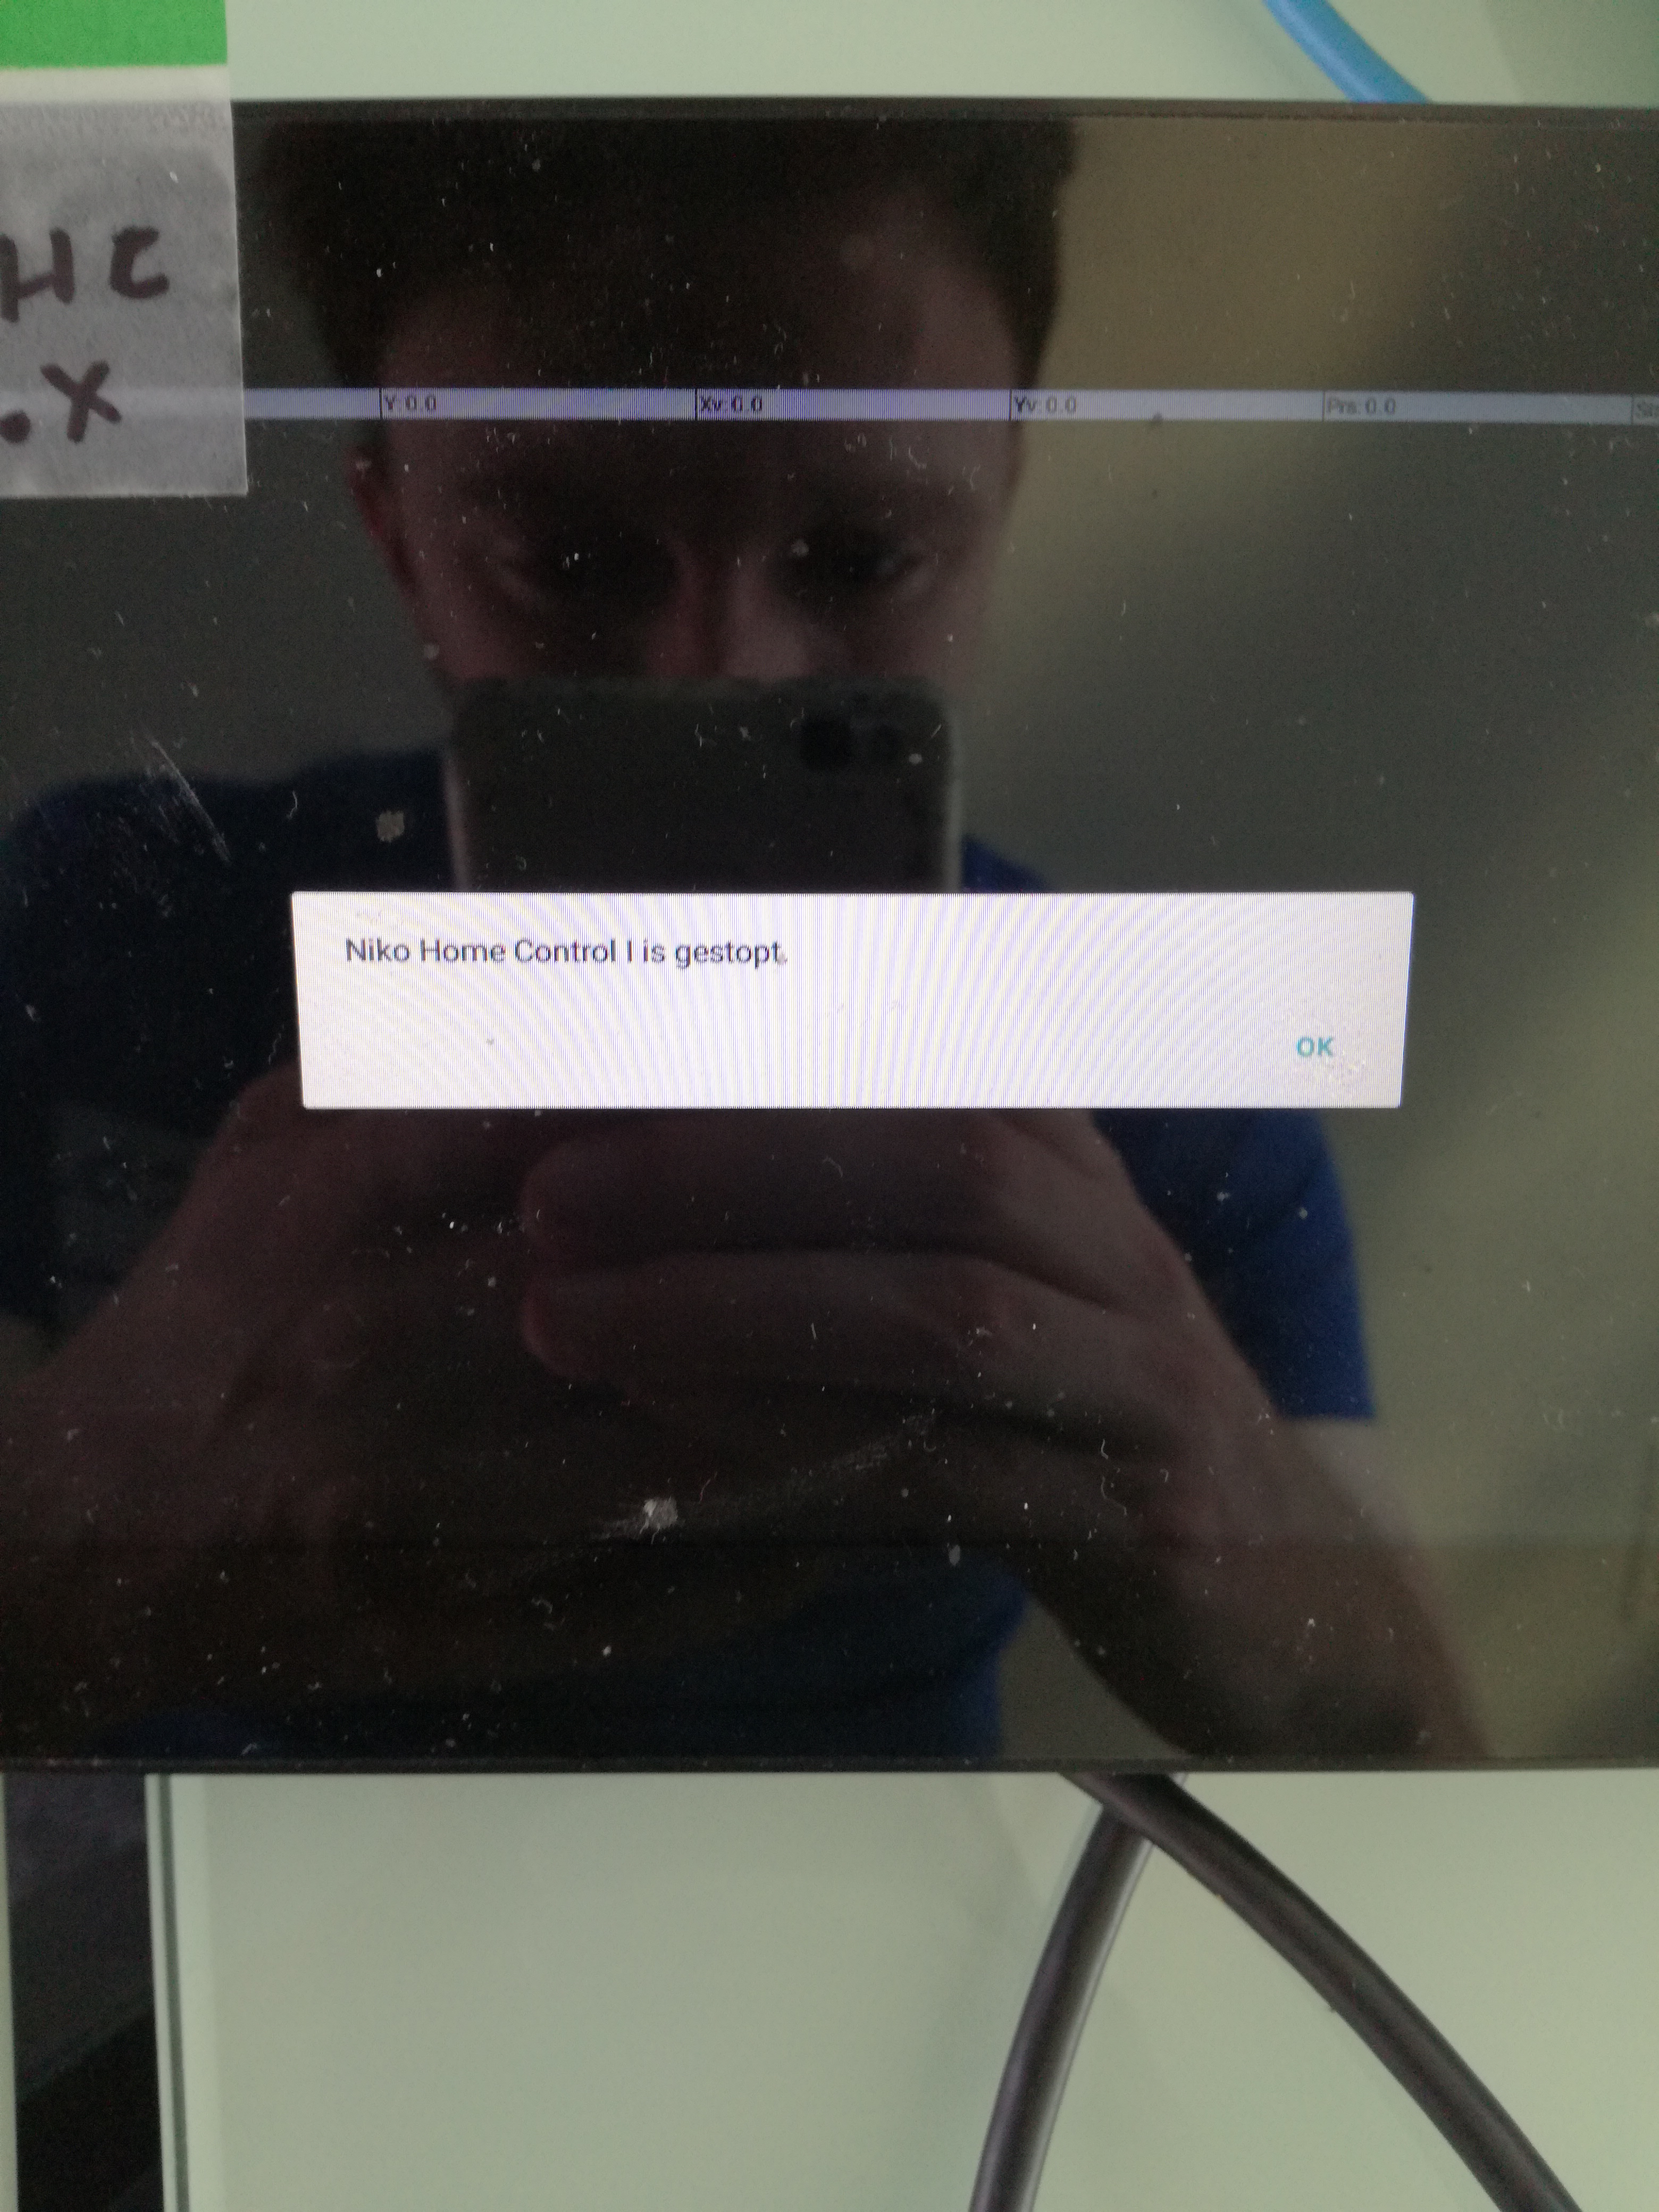 HC
.X
Y: 0.0
Xv: 0.0
Yv: 0.0
Prs: 0.0
Niko Home Control I is gestopt.
OK